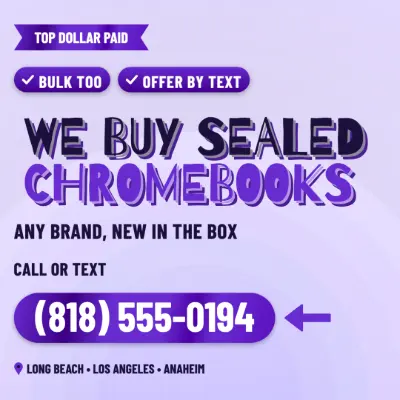 TOP DOLLAR PAID
BULK TOO
OFFER BY TEXT
WE BUY SEALED
CHROMEBOOKS
ANY BRAND, NEW IN THE BOX
CALL OR TEXT
(818) 555-0194
LONG BEACH • LOS ANGELES • ANAHEIM